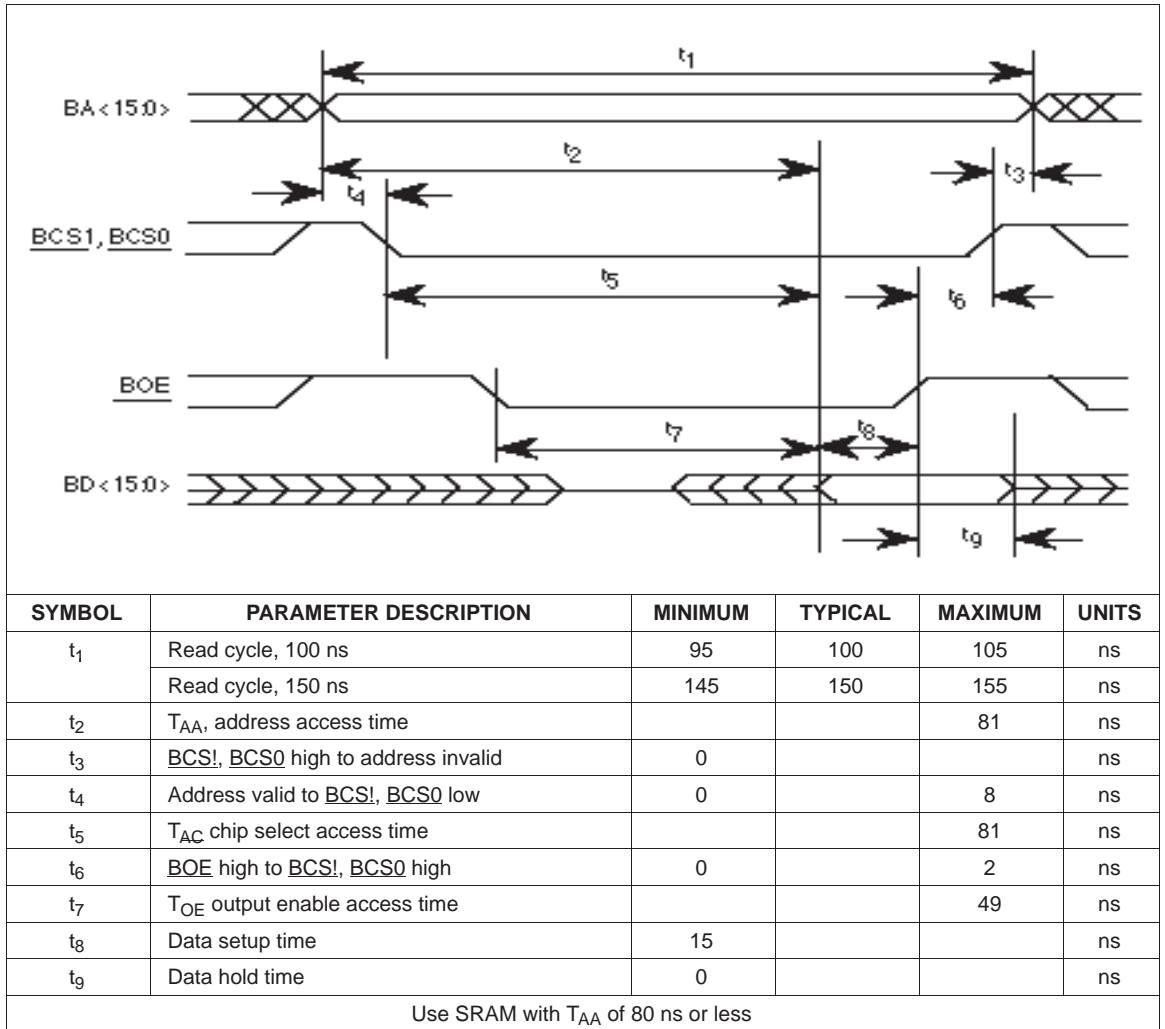 t1
BA<15:0>
t2
t3
t4
BCS1, BCS0
t5
t6
BOE
t7
t8
BD<15:0>
t9
SYMBOL PARAMETER DESCRIPTION MINIMUM TYPICAL MAXIMUM UNITS
t1 Read cycle, 100 ns 95 100 105 ns
Read cycle, 150 ns 145 150 155 ns
t2 TAA, address access time 81 ns
t3 BCS!, BCS0 high to address invalid 0 ns
t4 Address valid to BCS!, BCS0 low 0 8 ns
t5 TAC chip select access time 81 ns
t6 BOE high to BCS!, BCS0 high 0 2 ns
t7 TOE output enable access time 49 ns
t8 Data setup time 15 ns
t9 Data hold time 0 ns
Use SRAM with TAA of 80 ns or less